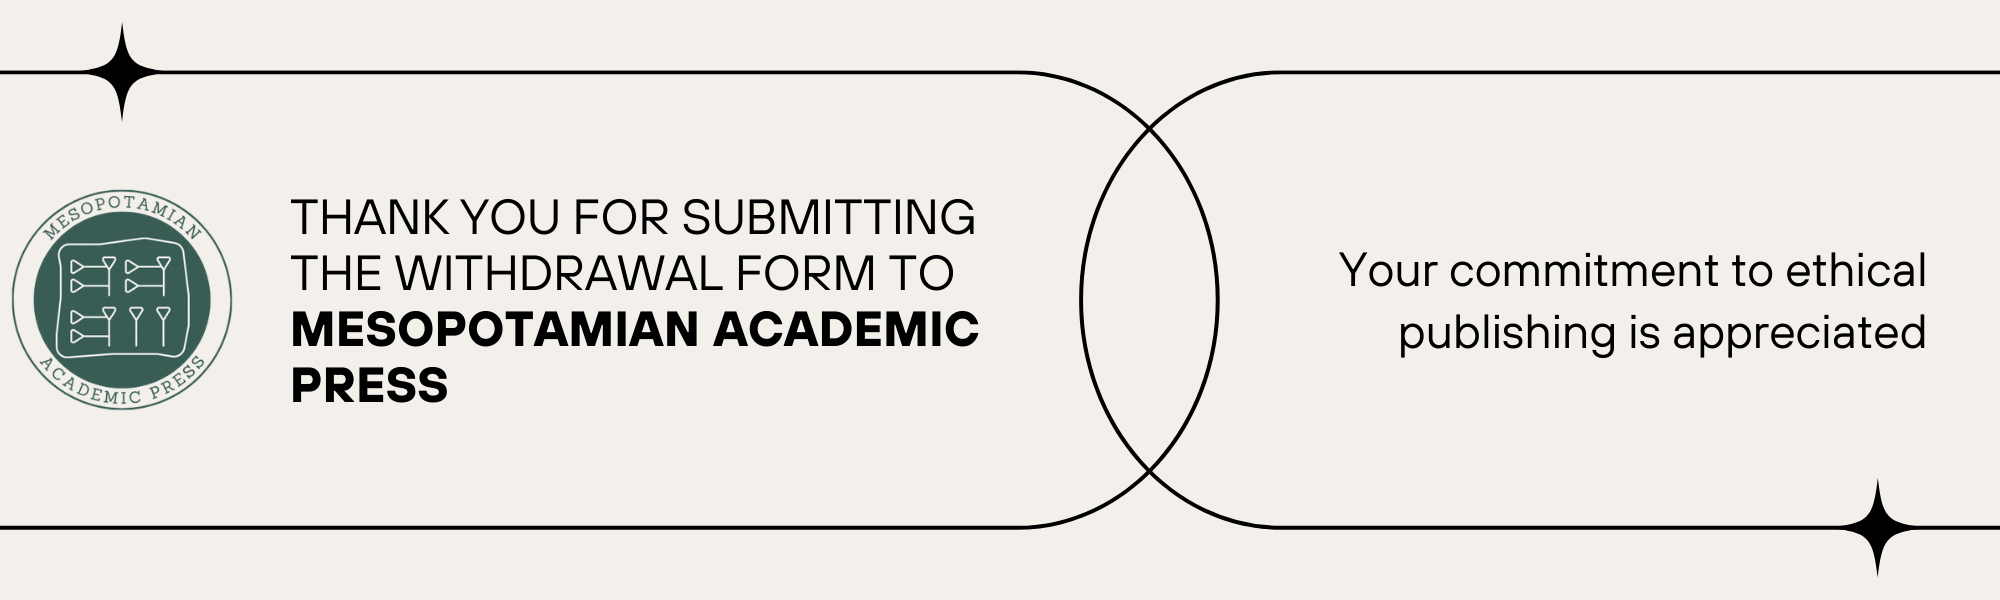 MESOPOTAMIAN
ACADEMIC PRESS
THANK YOU FOR SUBMITTING
THE WITHDRAWAL FORM TO
MESOPOTAMIAN ACADEMIC
PRESS
Your commitment to ethical
publishing is appreciated